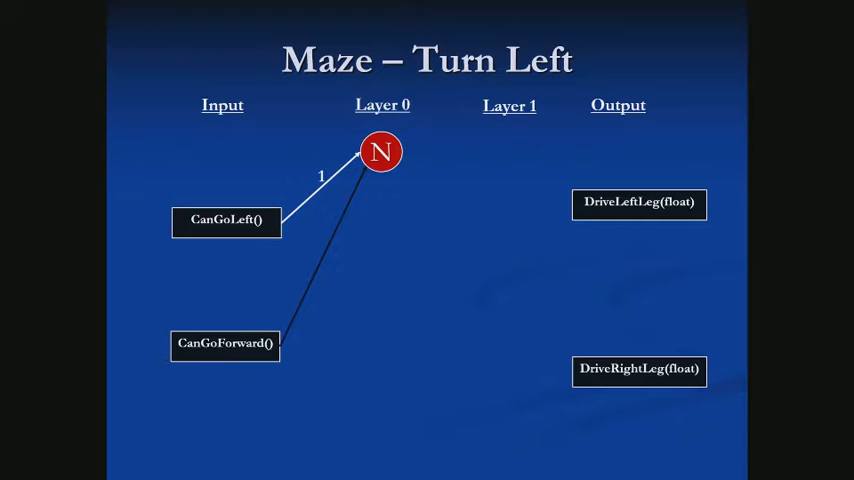 Maze – Turn Left
Input
Layer 0
Layer 1
Output
N
1
CanGoLeft()
DriveLeftLeg(float)
CanGoForward()
DriveRightLeg(float)